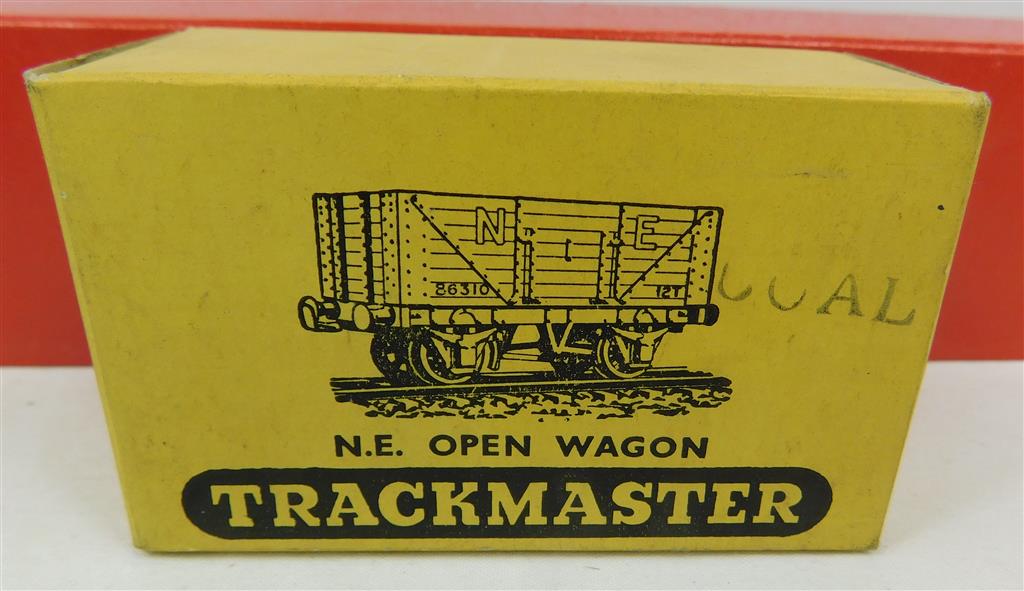 N E
86310 12T
COAL
N.E. OPEN WAGON
TRACKMASTER